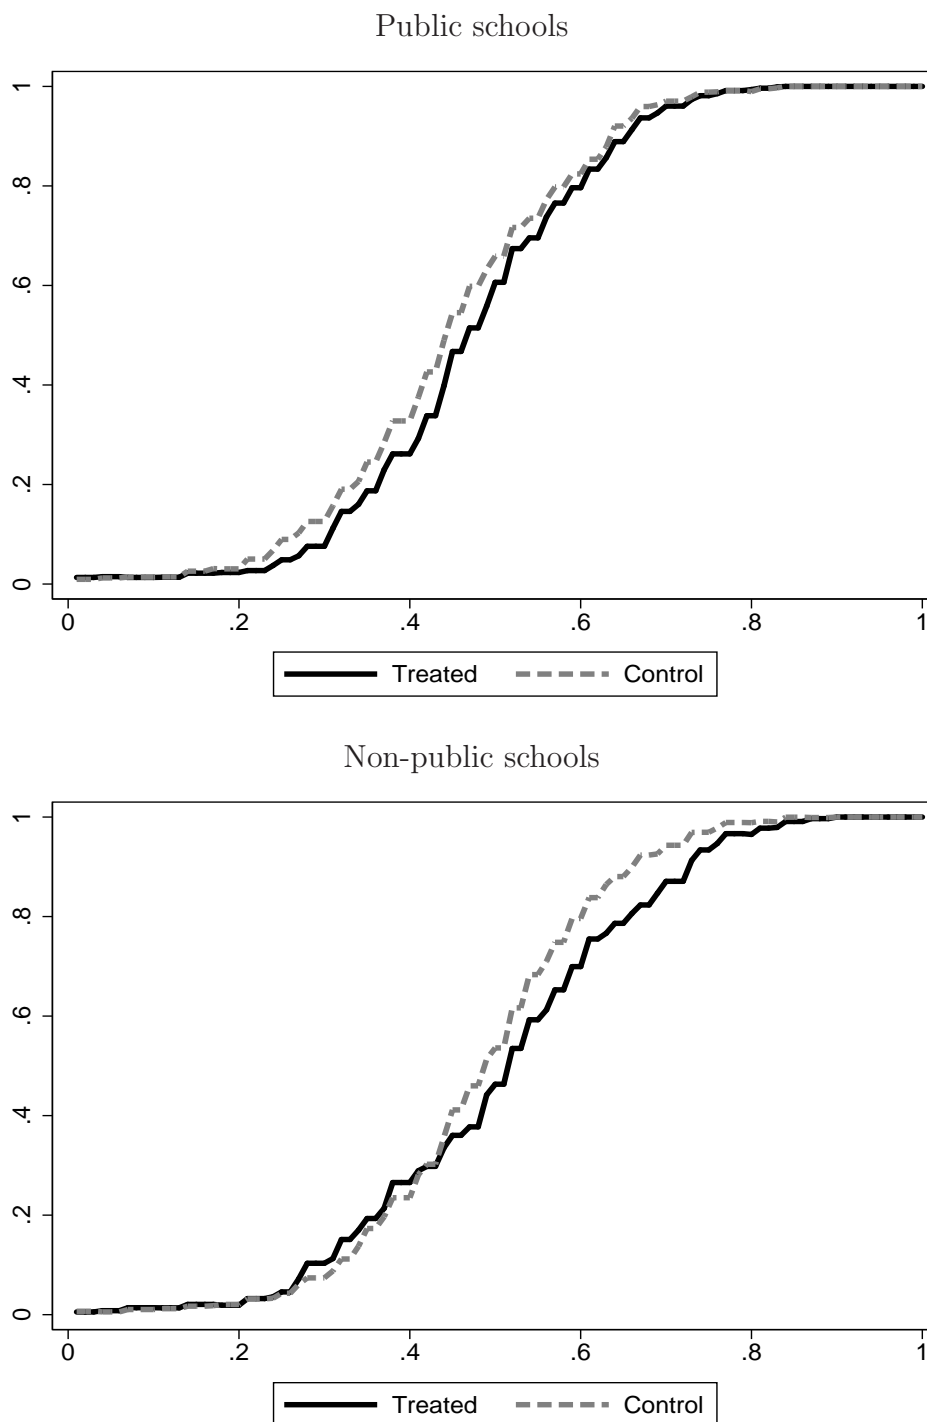 Public schools
1
.8
.6
.4
.2
0
0 .2 .4 .6 .8 1
Treated Control
Non-public schools
1
.8
.6
.4
.2
0
0 .2 .4 .6 .8 1
Treated Control